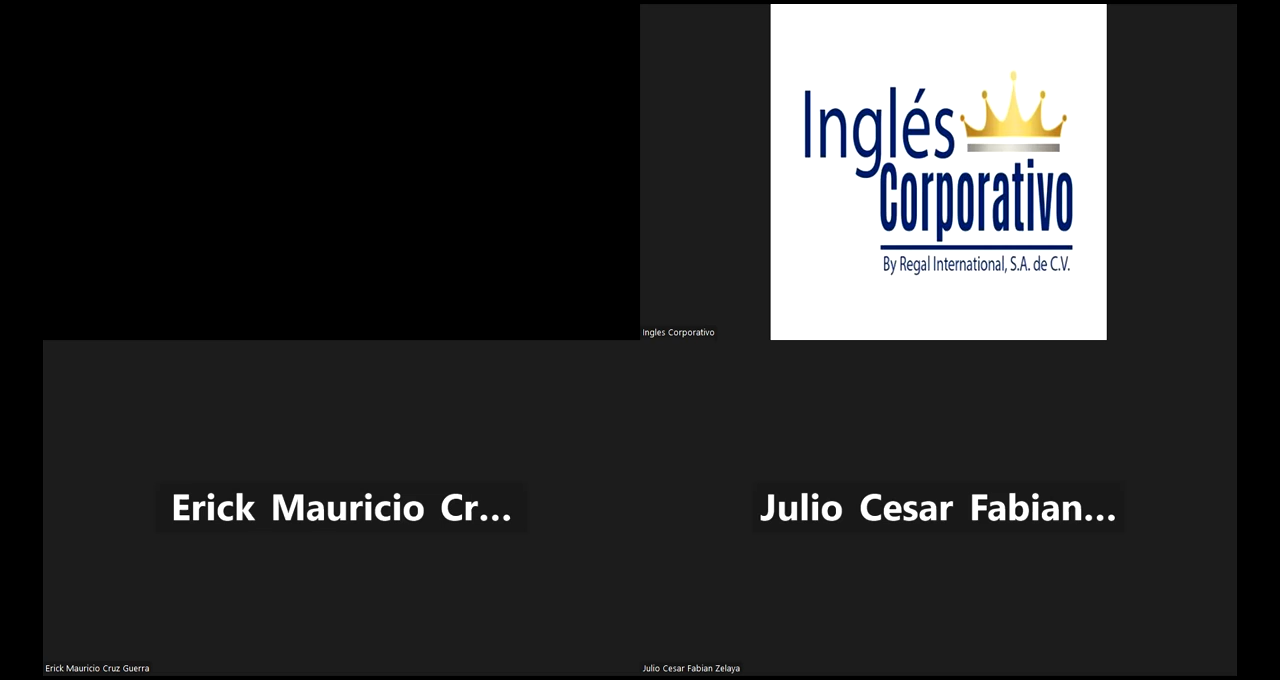 Inglés
Corporativo
By Regal International, S.A. de C.V.
Ingles Corporativo
Erick Mauricio Cr...
Julio Cesar Fabian...
Erick Mauricio Cruz Guerra
Julio Cesar Fabian Zelaya